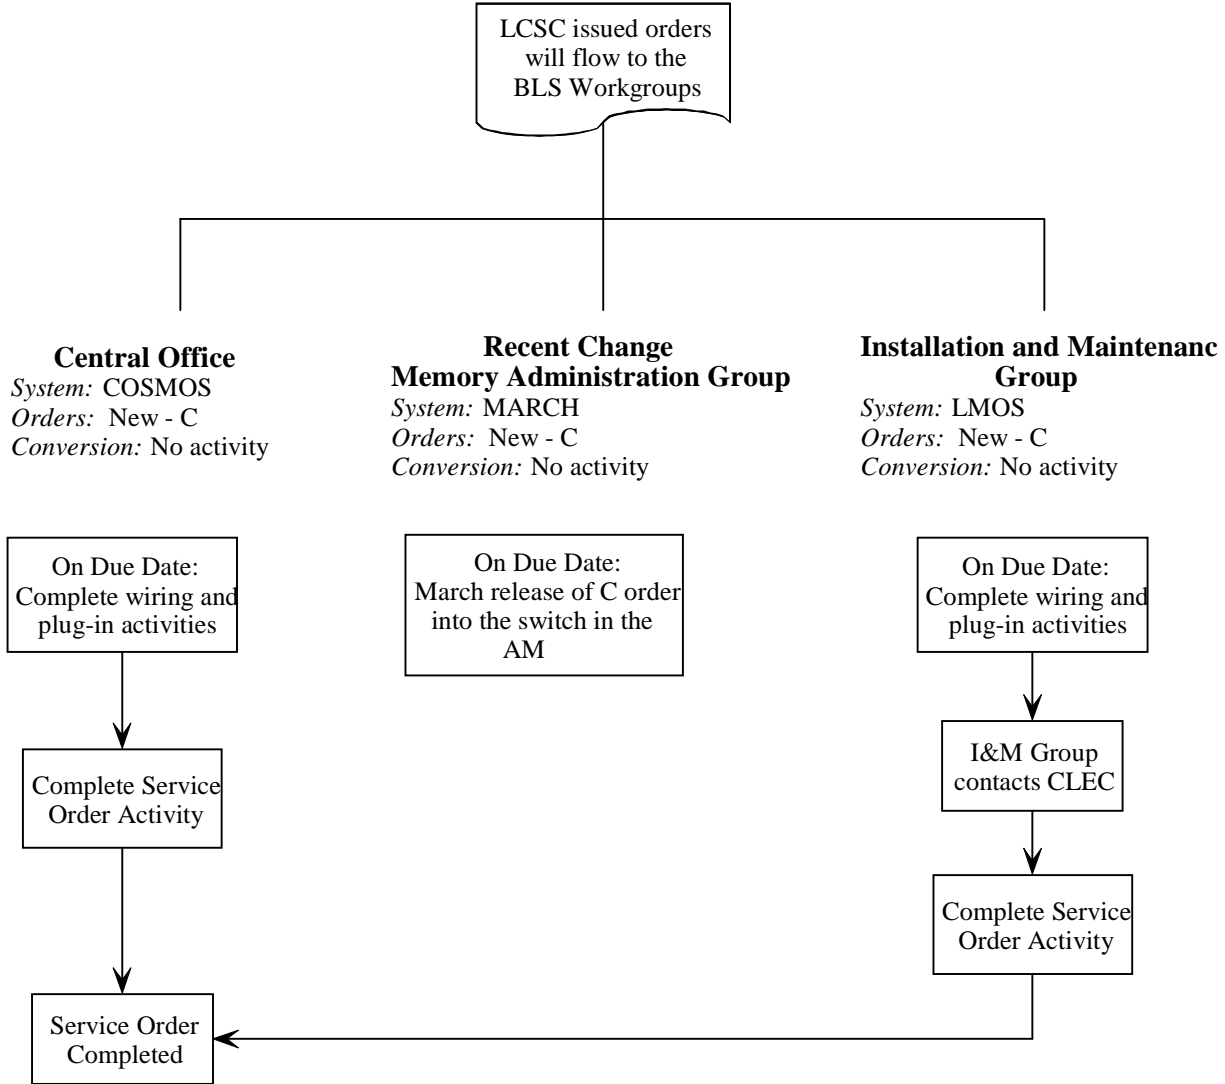 LCSC issued orders
will flow to the
BLS Workgroups
Central Office
System: COSMOS
Orders: New - C
Conversion: No activity
Recent Change
Memory Administration Group
System: MARCH
Orders: New - C
Conversion: No activity
Installation and Maintenanc
Group
System: LMOS
Orders: New - C
Conversion: No activity
On Due Date:
Complete wiring and
plug-in activities
On Due Date:
March release of C order
into the switch in the
AM
On Due Date:
Complete wiring and
plug-in activities
Complete Service
Order Activity
I&M Group
contacts CLEC
Complete Service
Order Activity
Service Order
Completed